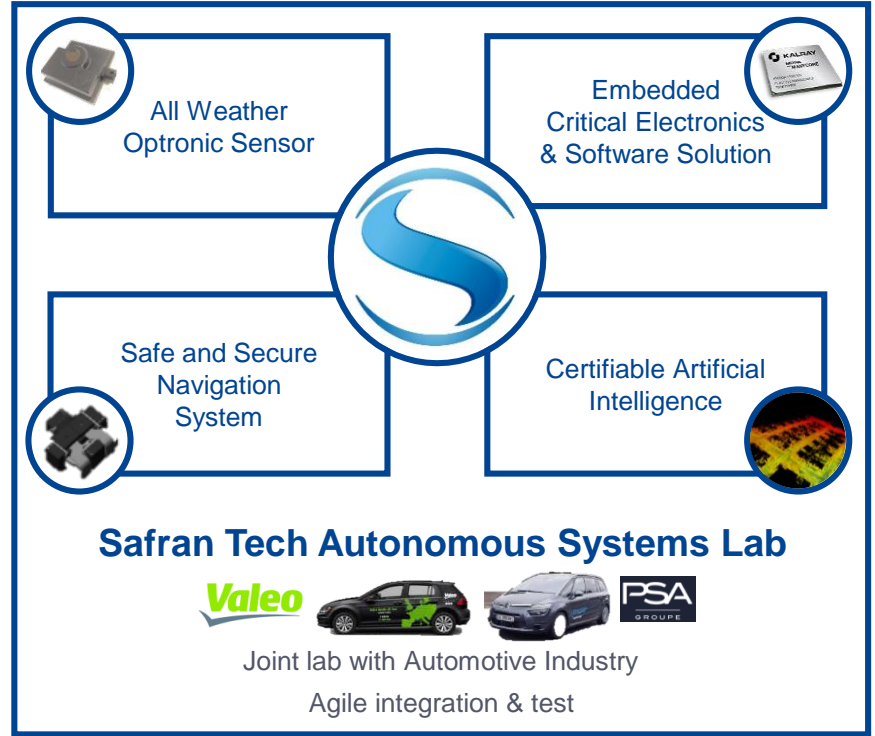 All Weather
Optronic Sensor
KALRAY
Embedded
Critical Electronics
& Software Solution
Safe and Secure
Navigation
System
Certifiable Artificial
Intelligence
Safran Tech Autonomous Systems Lab
Valeo
PSA
GROUPE
Joint lab with Automotive Industry
Agile integration & test